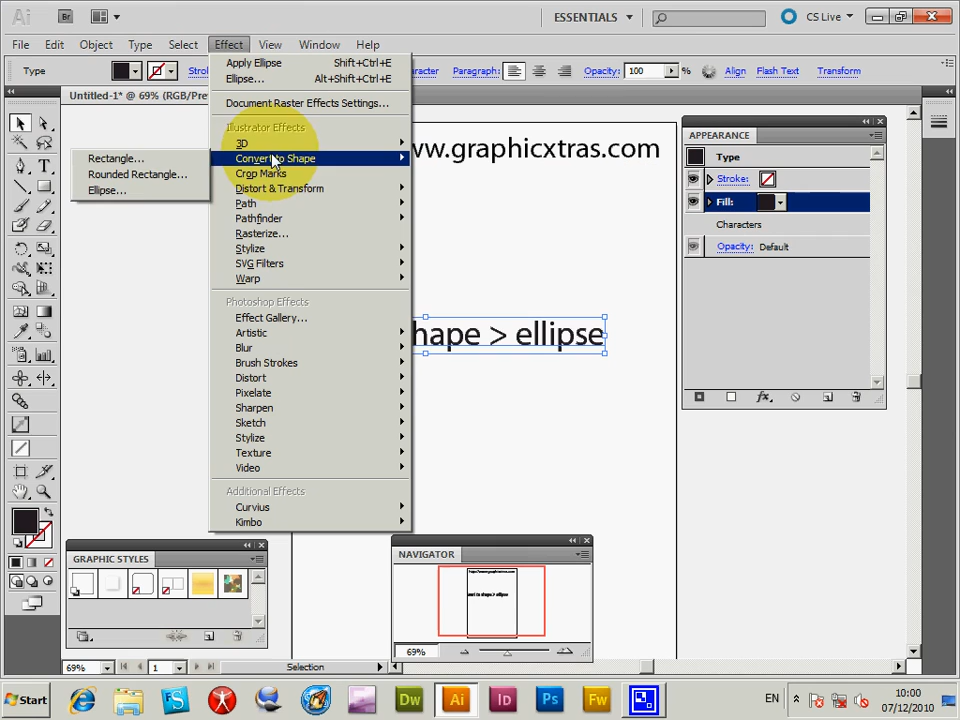 Ai
Br
ESSENTIALS
CS Live
File Edit Object Type Select Effect View Window Help
Type
Stro
aracter
Paragraph:
Opacity: 100 %
Align
Flash Text
Transform
Untitled-1* @ 69% (RGB/Pre
Apply Ellipse Shift+Ctrl+E
Ellipse... Alt+Shift+Ctrl+E
Document Raster Effects Settings...
Illustrator Effects
3D
Convert to Shape
Crop Marks
Distort & Transform
Path
Pathfinder
Rasterize...
Stylize
SVG Filters
Warp
Photoshop Effects
Effect Gallery...
Artistic
Blur
Brush Strokes
Distort
Pixelate
Sharpen
Sketch
Stylize
Texture
Video
Additional Effects
Curvius
Kimbo
Rectangle...
Rounded Rectangle...
Ellipse...
ww.graphicxtras.com
hape > ellipse
APPEARANCE
Type
Stroke:
Fill:
Characters
Opacity: Default
GRAPHIC STYLES
NAVIGATOR
69%
69%
1
Selection
Start
Dw
Ai
Id
Ps
Fw
EN
10:00
07/12/2010